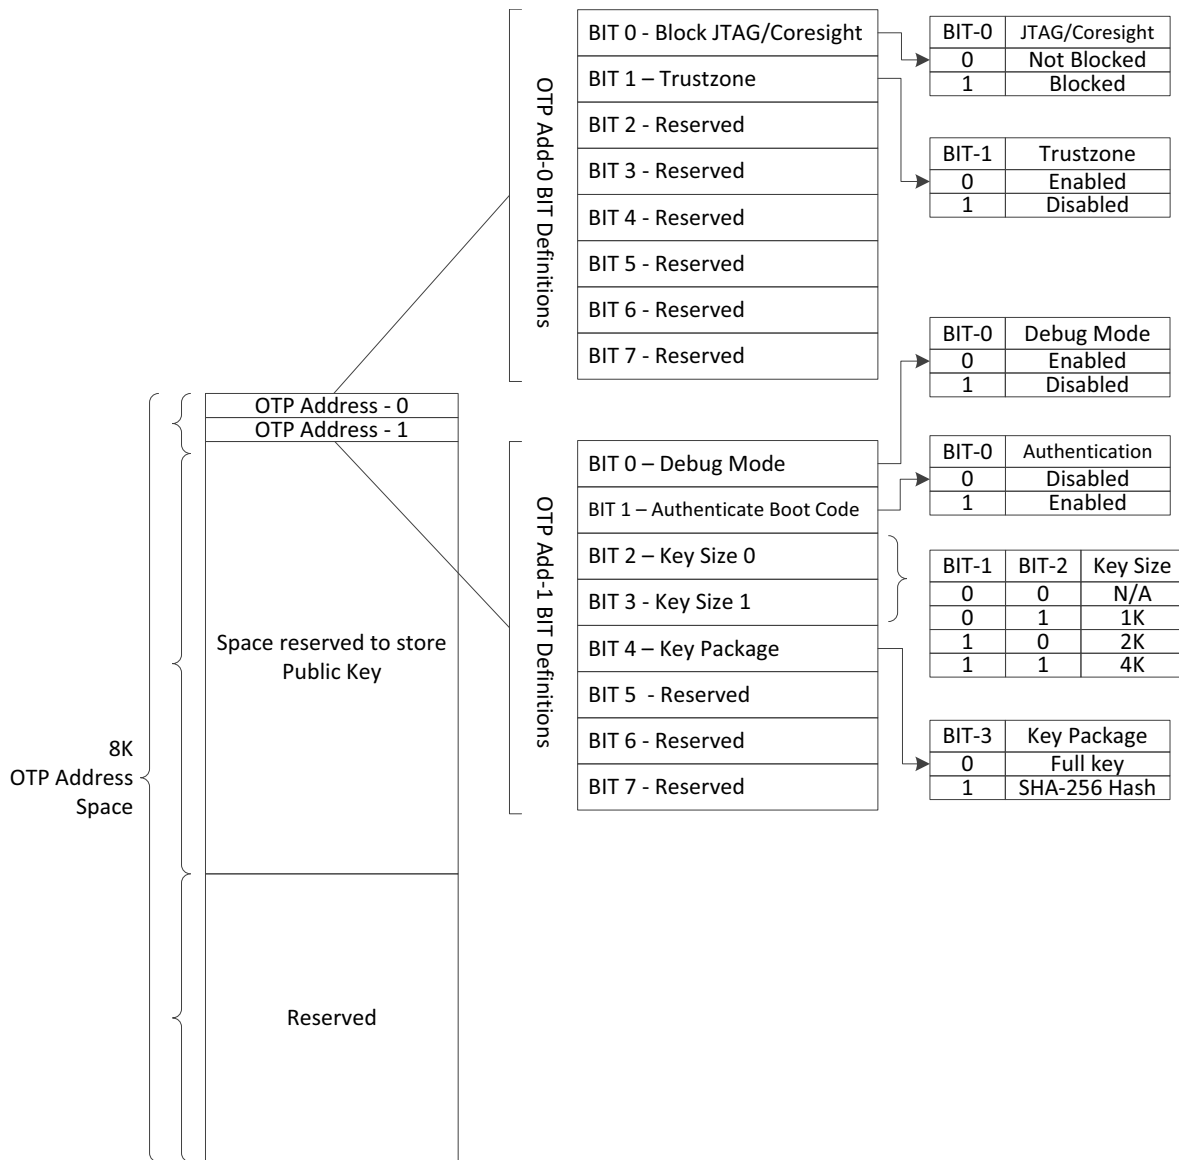 OTP Add-0 BIT Definitions
BIT 0 - Block JTAG/Coresight
BIT 1 – Trustzone
BIT 2 - Reserved
BIT 3 - Reserved
BIT 4 - Reserved
BIT 5 - Reserved
BIT 6 - Reserved
BIT 7 - Reserved
BIT-0 JTAG/Coresight
0 Not Blocked
1 Blocked
BIT-1 Trustzone
0 Enabled
1 Disabled
8K
OTP Address
Space
OTP Address - 0
OTP Address - 1
Space reserved to store
Public Key
Reserved
OTP Add-1 BIT Definitions
BIT 0 – Debug Mode
BIT 1 – Authenticate Boot Code
BIT 2 – Key Size 0
BIT 3 - Key Size 1
BIT 4 – Key Package
BIT 5 - Reserved
BIT 6 - Reserved
BIT 7 - Reserved
BIT-0 Debug Mode
0 Enabled
1 Disabled
BIT-0 Authentication
0 Disabled
1 Enabled
BIT-1 BIT-2 Key Size
0 0 N/A
0 1 1K
1 0 2K
1 1 4K
BIT-3 Key Package
0 Full key
1 SHA-256 Hash